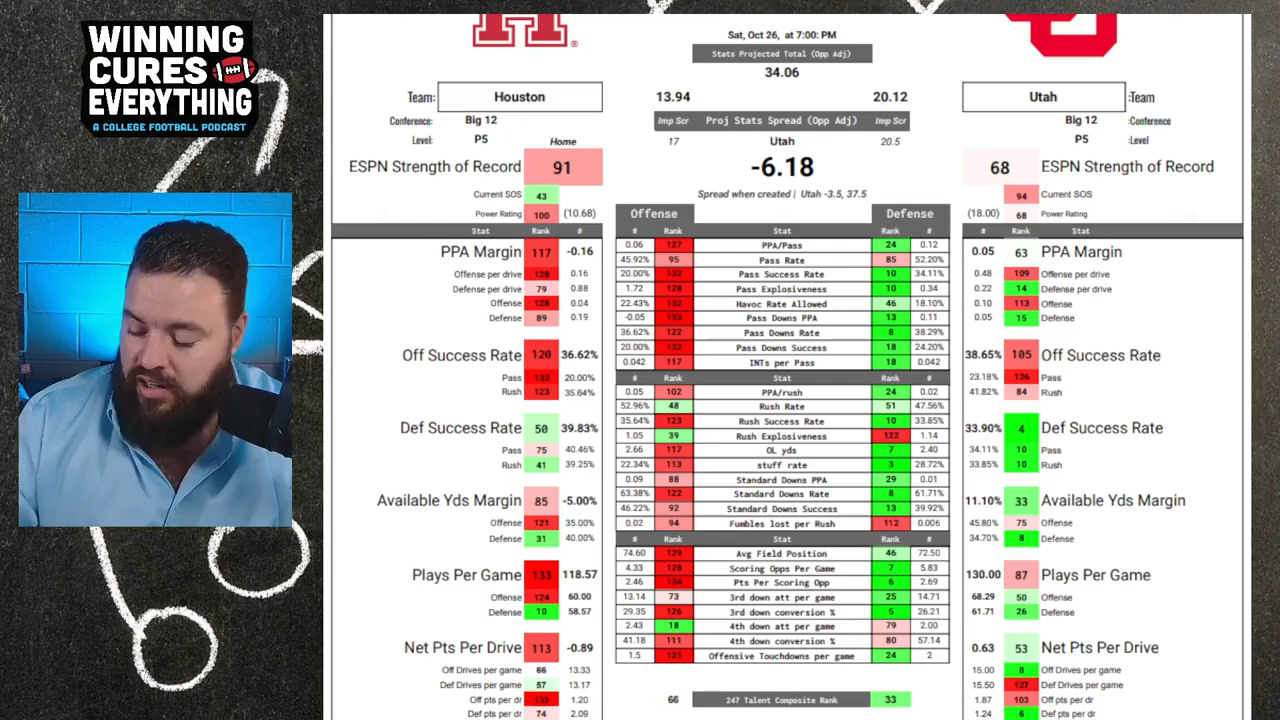 WINNING
CURES
EVERYTHING
A COLLEGE FOOTBALL PODCAST
Sat, Oct 26, at 7:00: PM
Stats Projected Total (Opp Adj)
34.06
Team: Houston 13.94 20.12 Utah :Team
Conference: Big 12 Imp Scr Proj Stats Spread (Opp Adj) Imp Scr Big 12 :Conference
Level: P5 Home 17 Utah 20.5 P5 :Level
ESPN Strength of Record 91 -6.18 68 ESPN Strength of Record
Current SOS 43 Spread when created | Utah -3.5, 37.5 94 Current SOS
Power Rating 100 (10.68) Offense Defense (18.00) 68 Power Rating
Stat Rank # # Rank Stat Rank # # Rank Stat
PPA Margin 117 -0.16 0.06 127 PPA/Pass 24 0.12 0.05 63 PPA Margin
45.92% 95 Pass Rate 85 52.20%
Offense per drive 128 0.16 20.00% 132 Pass Success Rate 10 34.11% 0.48 109 Offense per drive
Defense per drive 79 0.88 1.72 128 Pass Explosiveness 10 0.34 0.22 14 Defense per drive
Offense 128 0.04 22.43% 132 Havoc Rate Allowed 46 18.10% 0.10 113 Offense
Defense 89 0.19 -0.05 133 Pass Downs PPA 13 0.11 0.05 15 Defense
36.62% 122 Pass Downs Rate 8 38.29%
Off Success Rate 120 36.62% 20.00% 132 Pass Downs Success 18 24.20% 38.65% 105 Off Success Rate
0.042 117 INTs per Pass 18 0.042
Pass 132 20.00% # Rank Stat Rank # 23.18% 126 Pass
Rush 123 35.64% 0.05 102 PPA/rush 24 0.02 41.82% 84 Rush
52.96% 48 Rush Rate 51 47.56%
Def Success Rate 50 39.83% 35.64% 123 Rush Success Rate 10 33.85% 33.90% 4 Def Success Rate
1.05 39 Rush Explosiveness 122 1.14
Pass 75 40.46% 2.66 117 OL yds 7 2.40 34.11% 10 Pass
Rush 41 39.25% 22.34% 113 stuff rate 3 28.72% 33.85% 10 Rush
0.09 88 Standard Downs PPA 29 0.01
Available Yds Margin 85 -5.00% 63.38% 122 Standard Downs Rate 8 61.71% 11.10% 33 Available Yds Margin
46.22% 92 Standard Downs Success 13 39.92%
Offense 121 35.00% 0.02 94 Fumbles lost per Rush 112 0.006 45.80% 75 Offense
Defense 31 40.00% # Rank Stat Rank # 34.70% 8 Defense
74.60 129 Avg Field Position 46 72.50
Plays Per Game 133 118.57 4.33 128 Scoring Opps Per Game 7 5.83 130.00 87 Plays Per Game
2.46 134 Pts Per Scoring Opp 6 2.69
Offense 124 60.00 13.14 73 3rd down att per game 25 14.71 68.29 50 Offense
Defense 10 58.57 29.35 126 3rd down conversion % 5 26.21 61.71 26 Defense
2.43 18 4th down att per game 79 2.00
Net Pts Per Drive 113 -0.89 41.18 111 4th down conversion % 80 57.14 0.63 53 Net Pts Per Drive
1.5 131 Offensive Touchdowns per game 24 2
Off Drives per game 66 13.33 15.00 8 Off Drives per game
Def Drives per game 57 13.17 15.50 127 Def Drives per game
Off pts per dr 133 1.20 66 247 Talent Composite Rank 33 1.87 103 Off pts per dr
Def pts per dr 74 2.09 1.24 6 Def pts per dr